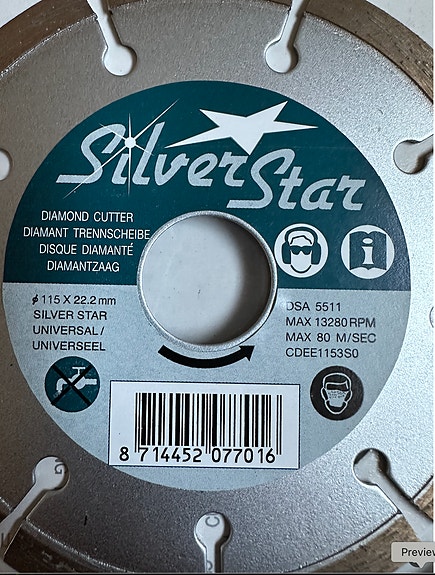 SilverStar
DIAMOND CUTTER
DIAMANT TRENNSCHEIBE
DISQUE DIAMANTÉ
DIAMANTZAAG
ø 115 X 22.2 mm
SILVER STAR
UNIVERSAL/
UNIVERSEEL
DSA 5511
MAX 13280 RPM
MAX 80 M/SEC
CDEE1153S0
8 714452 077016
Preview